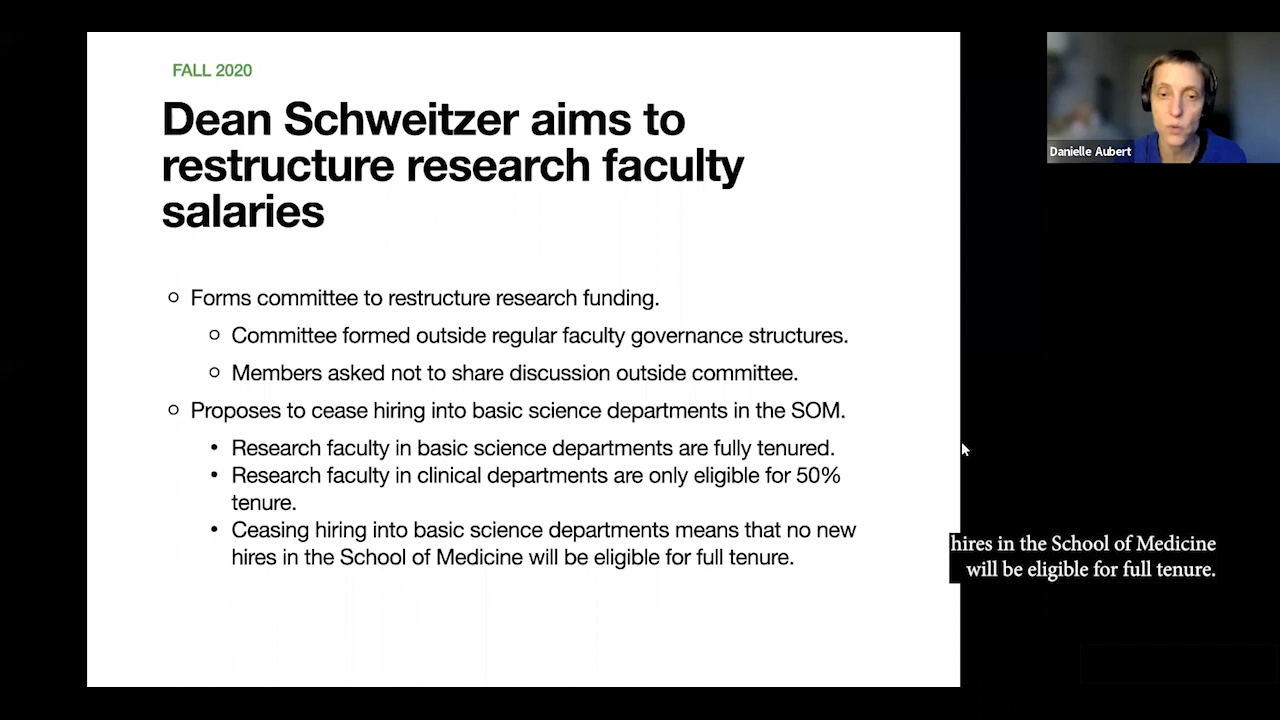 FALL 2020
Dean Schweitzer aims to
restructure research faculty
salaries
Forms committee to restructure research funding.
Committee formed outside regular faculty governance structures.
Members asked not to share discussion outside committee.
Proposes to cease hiring into basic science departments in the SOM.
Research faculty in basic science departments are fully tenured.
Research faculty in clinical departments are only eligible for 50%
tenure.
Ceasing hiring into basic science departments means that no new
hires in the School of Medicine will be eligible for full tenure.
Danielle Aubert
hires in the School of Medicine
will be eligible for full tenure.